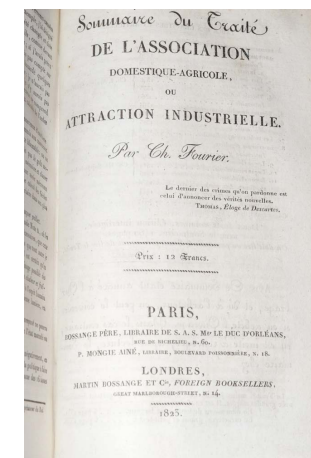 Sommaire du Traité
DE L'ASSOCIATION
DOMESTIQUE-AGRICOLE,
OU
ATTRACTION INDUSTRIELLE.
Par Ch. Fourier.
Le dernier des crimes qu'on pardonne est
celui d'annoncer des vérités nouvelles.
THOMAS, Éloge de Descartes.
Prix : 12 Francs.
PARIS,
BOSSANGE PÈRE, LIBRAIRE DE S. A. S. Mgr LE DUC D'ORLÉANS,
RUE DE RICHELIEU, N. 60.
P. MONGIE AINÉ, LIBRAIRE, BOULEVARD POISSONNIÈRE, N. 18.
LONDRES,
MARTIN BOSSANGE ET Cie, FOREIGN BOOKSELLERS,
GREAT MARLBOROUGH-STREET, N. 14.
1823.